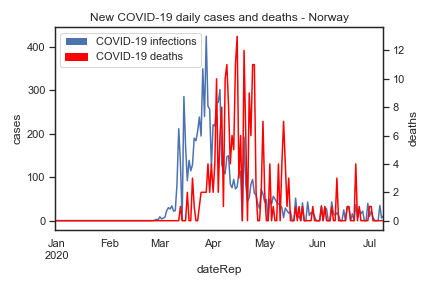 New COVID-19 daily cases and deaths - Norway
COVID-19 infections
COVID-19 deaths
400
300
200
100
0
cases
12
10
8
6
4
2
0
deaths
Jan Feb Mar Apr May Jun Jul
2020
dateRep